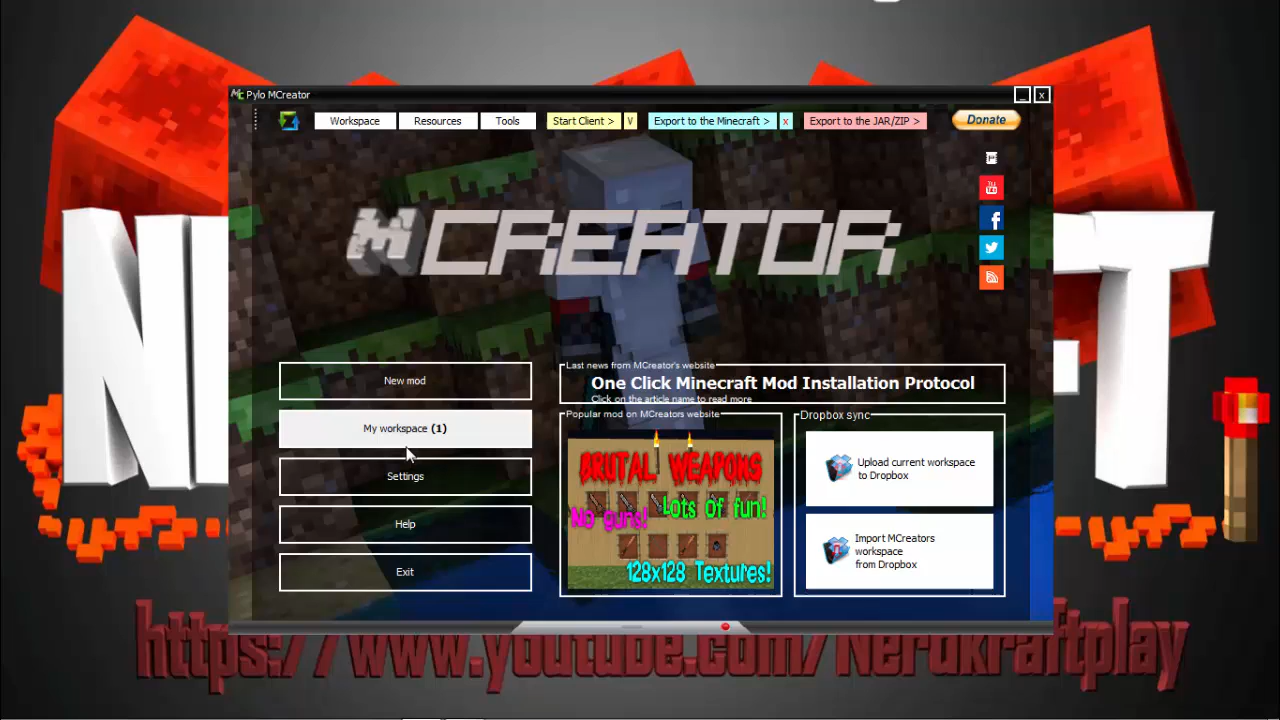 Pylo MCreator
_ x
Workspace Resources Tools Start Client > V Export to the Minecraft > x Export to the JAR/ZIP > Donate
MCREATOR
New mod
My workspace (1)
Settings
Help
Exit
Last news from MCreator's website
One Click Minecraft Mod Installation Protocol
Click on the article name to read more
Popular mod on MCreators website
BRUTAL WEAPONS
No guns! Lots of fun!
128x128 Textures!
Dropbox sync
Upload current workspace
to Dropbox
Import MCreators
workspace
from Dropbox
N T
https://www.youtube.com/Nerdkraftplay